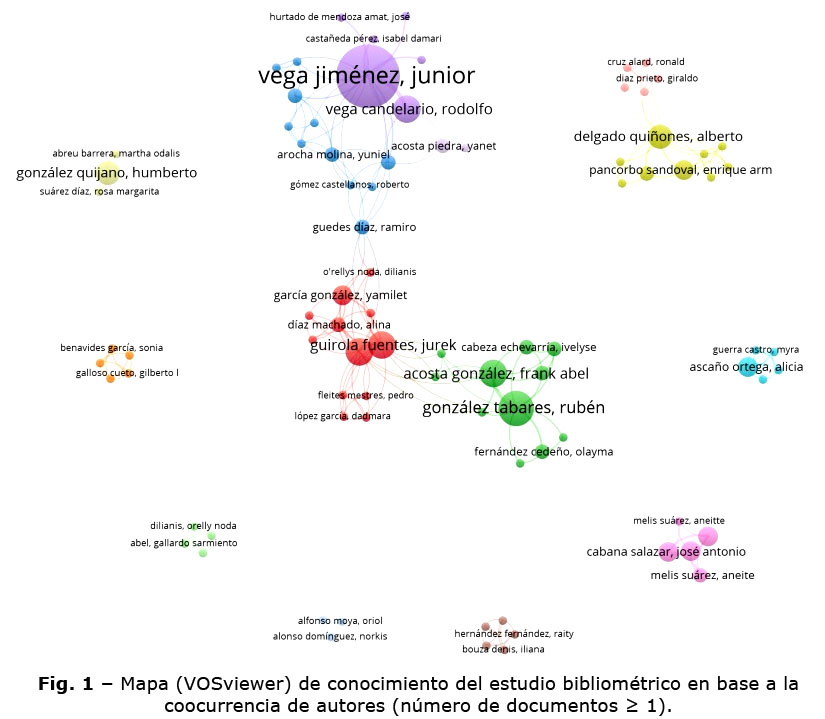 hurtado de mendoza amat, josé
castañeda pérez, isabel damari
vega jiménez, junior
vega candelario, rodolfo
acosta piedra, yanet
arocha molina, yuniel
gómez castellanos, roberto
guedes díaz, ramiro
cruz alard, ronald
diaz prieto, giraldo
delgado quiñones, alberto
pancorbo sandoval, enrique arm
abreu barrera, martha odalis
gonzález quijano, humberto
suárez díaz, rosa margarita
o'rellys noda, dilianis
garcía gonzález, yamilet
díaz machado, alina
guirola fuentes, jurek
cabeza echevarría, ivelyse
acosta gonzález, frank abel
fleites mestres, pedro
gonzález tabares, rubén
lópez garcía, dadmara
fernández cedeño, olayma
benavides garcía, sonia
galloso cueto, gilberto l
guerra castro, myra
ascaño ortega, alicia
dilianis, orelly noda
abel, gallardo sarmiento
melis suárez, aneitte
cabana salazar, josé antonio
melis suárez, aneite
alfonso moya, oriol
alonso domínguez, norkis
hernández fernández, raity
bouza denis, iliana
Fig. 1 – Mapa (VOSviewer) de conocimiento del estudio bibliométrico en base a la
coocurrencia de autores (número de documentos ≥ 1).